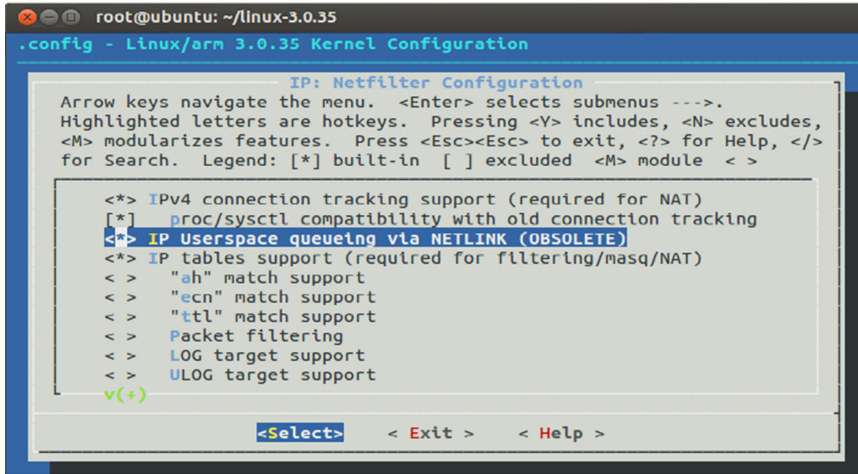 root@ubuntu: ~/linux-3.0.35
.config - Linux/arm 3.0.35 Kernel Configuration
IP: Netfilter Configuration
Arrow keys navigate the menu.  <Enter> selects submenus --->.
Highlighted letters are hotkeys.  Pressing <Y> includes, <N> excludes,
<M> modularizes features.  Press <Esc><Esc> to exit, <?> for Help, </>
for Search.  Legend: [*] built-in  [ ] excluded  <M> module  < >
<*> IPv4 connection tracking support (required for NAT)
[*]   proc/sysctl compatibility with old connection tracking
<*> IP Userspace queueing via NETLINK (OBSOLETE)
<*> IP tables support (required for filtering/masq/NAT)
< >   "ah" match support
< >   "ecn" match support
< >   "ttl" match support
< >   Packet filtering
< >   LOG target support
< >   ULOG target support
v(+)
<Select>    < Exit >    < Help >